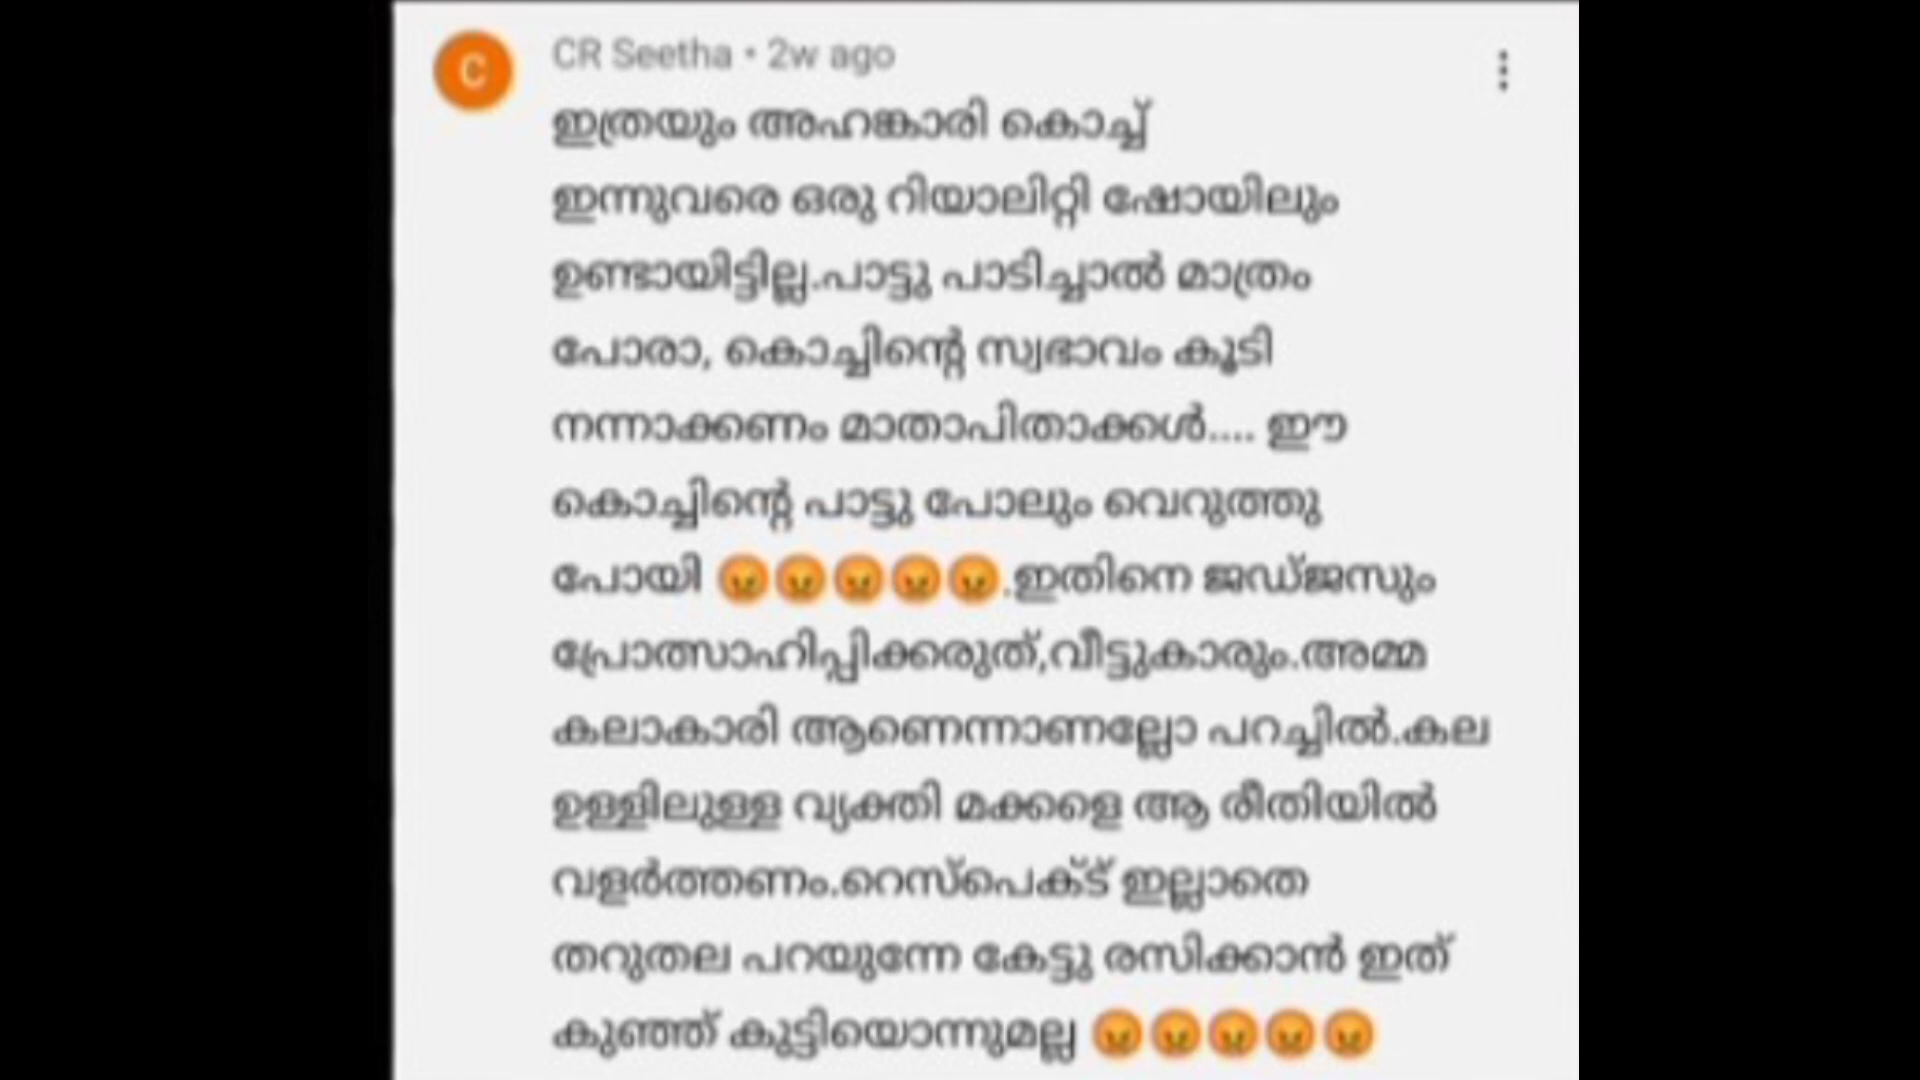 C
CR Seetha • 2w ago
ഇത്രയും അഹങ്കാരി കൊച്ച്
ഇന്നുവരെ ഒരു റിയാലിറ്റി ഷോയിലും
ഉണ്ടായിട്ടില്ല.പാട്ടു പാടിച്ചാൽ മാത്രം
പോരാ, കൊച്ചിന്റെ സ്വഭാവം കൂടി
നന്നാക്കണം മാതാപിതാക്കൾ.... ഈ
കൊച്ചിന്റെ പാട്ടു പോലും വെറുത്തു
പോയി 😡😡😡😡😡.ഇതിനെ ജഡ്ജസും
പ്രോത്സാഹിപ്പിക്കരുത്,വീട്ടുകാരും.അമ്മ
കലാകാരി ആണെന്നാണല്ലോ പറച്ചിൽ.കല
ഉള്ളിലുള്ള വ്യക്തി മക്കളെ ആ രീതിയിൽ
വളർത്തണം.റെസ്പെക്ട് ഇല്ലാതെ
തറുതല പറയുന്നേ കേട്ടു രസിക്കാൻ ഇത്
കുഞ്ഞ് കുട്ടിയൊന്നുമല്ല 😡😡😡😡😡